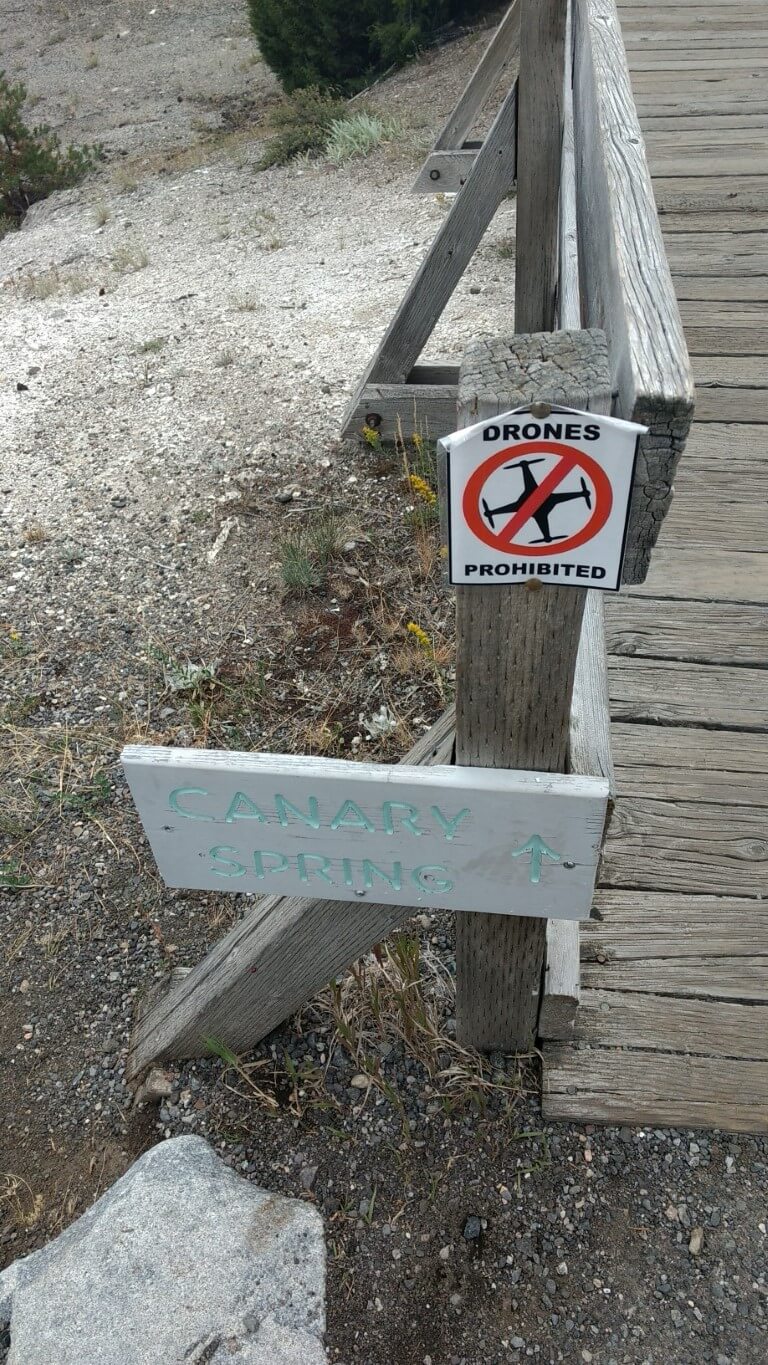 DRONES
PROHIBITED
CANARY
SPRING ↑